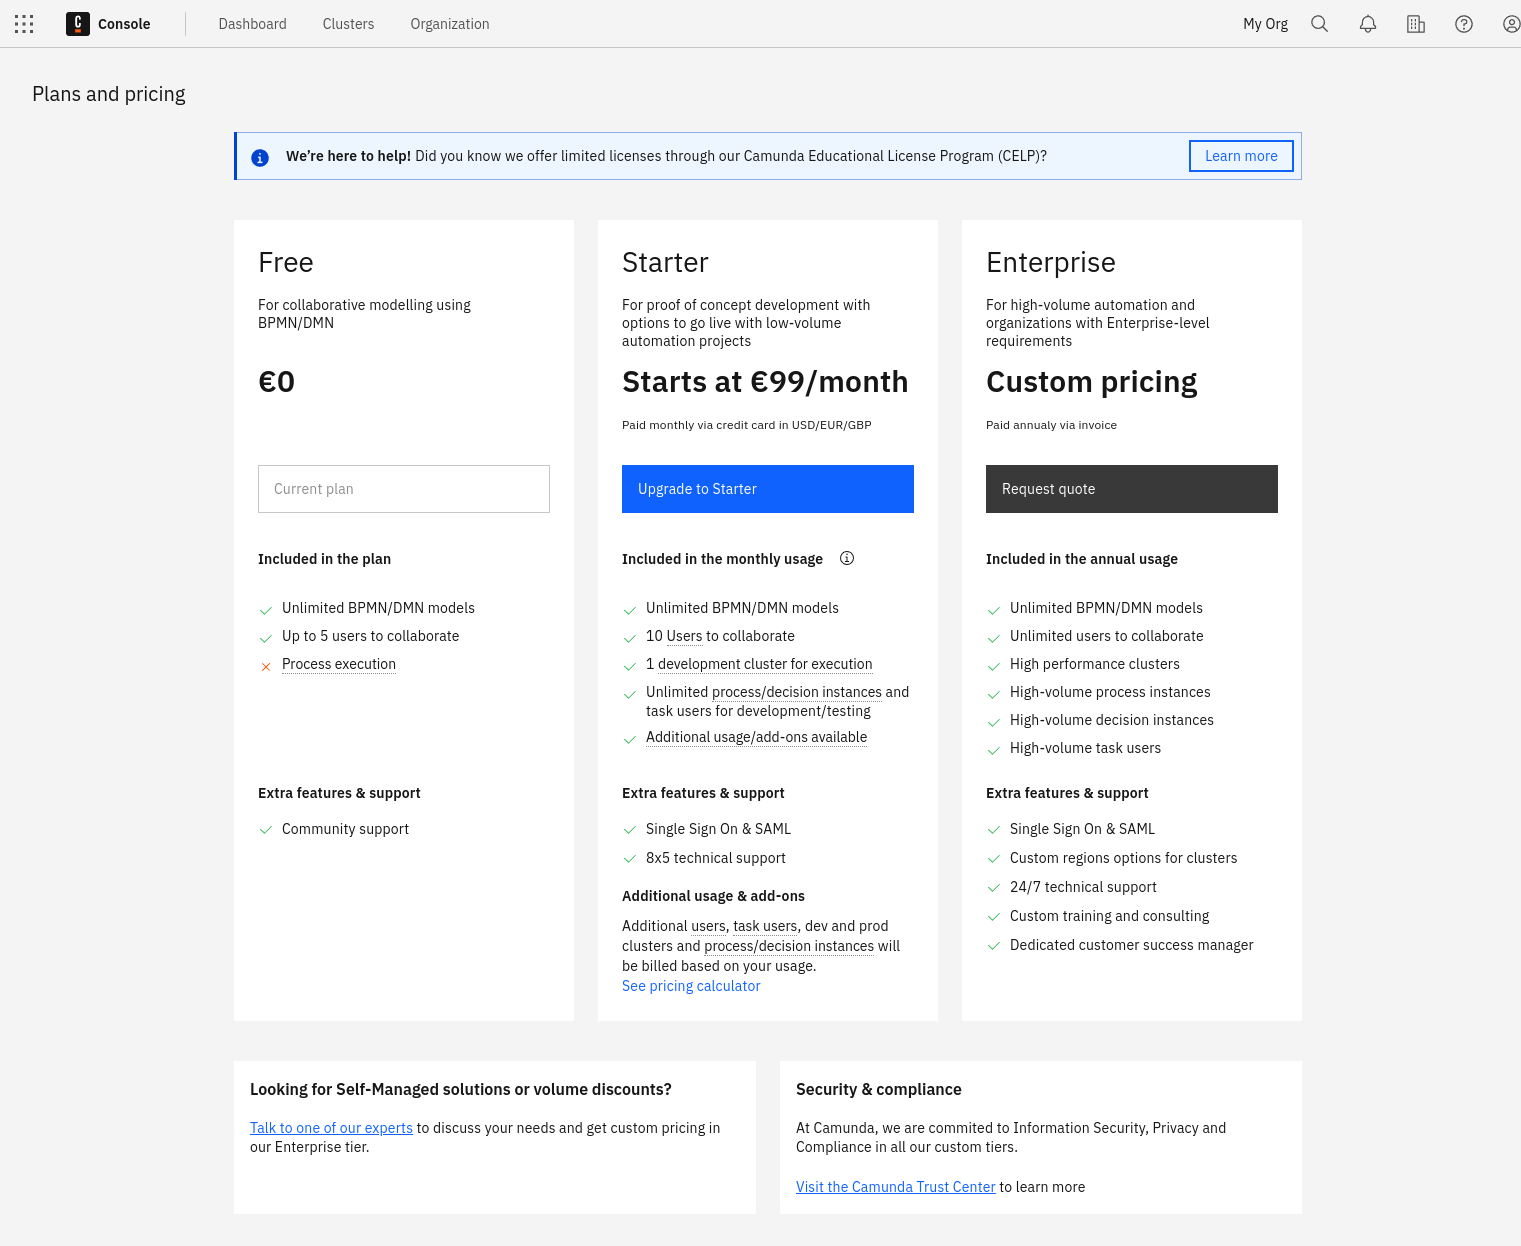 Console
Dashboard
Clusters
Organization
My Org
Plans and pricing
We're here to help! Did you know we offer limited licenses through our Camunda Educational License Program (CELP)?
Learn more
Free
For collaborative modelling using
BPMN/DMN
€0
Current plan
Included in the plan
Unlimited BPMN/DMN models
Up to 5 users to collaborate
Process execution
Extra features & support
Community support
Starter
For proof of concept development with
options to go live with low-volume
automation projects
Starts at €99/month
Paid monthly via credit card in USD/EUR/GBP
Upgrade to Starter
Included in the monthly usage
Unlimited BPMN/DMN models
10 Users to collaborate
1 development cluster for execution
Unlimited process/decision instances and
task users for development/testing
Additional usage/add-ons available
Extra features & support
Single Sign On & SAML
8x5 technical support
Additional usage & add-ons
Additional users, task users, dev and prod
clusters and process/decision instances will
be billed based on your usage.
See pricing calculator
Enterprise
For high-volume automation and
organizations with Enterprise-level
requirements
Custom pricing
Paid annualy via invoice
Request quote
Included in the annual usage
Unlimited BPMN/DMN models
Unlimited users to collaborate
High performance clusters
High-volume process instances
High-volume decision instances
High-volume task users
Extra features & support
Single Sign On & SAML
Custom regions options for clusters
24/7 technical support
Custom training and consulting
Dedicated customer success manager
Looking for Self-Managed solutions or volume discounts?
Talk to one of our experts to discuss your needs and get custom pricing in
our Enterprise tier.
Security & compliance
At Camunda, we are commited to Information Security, Privacy and
Compliance in all our custom tiers.
Visit the Camunda Trust Center to learn more